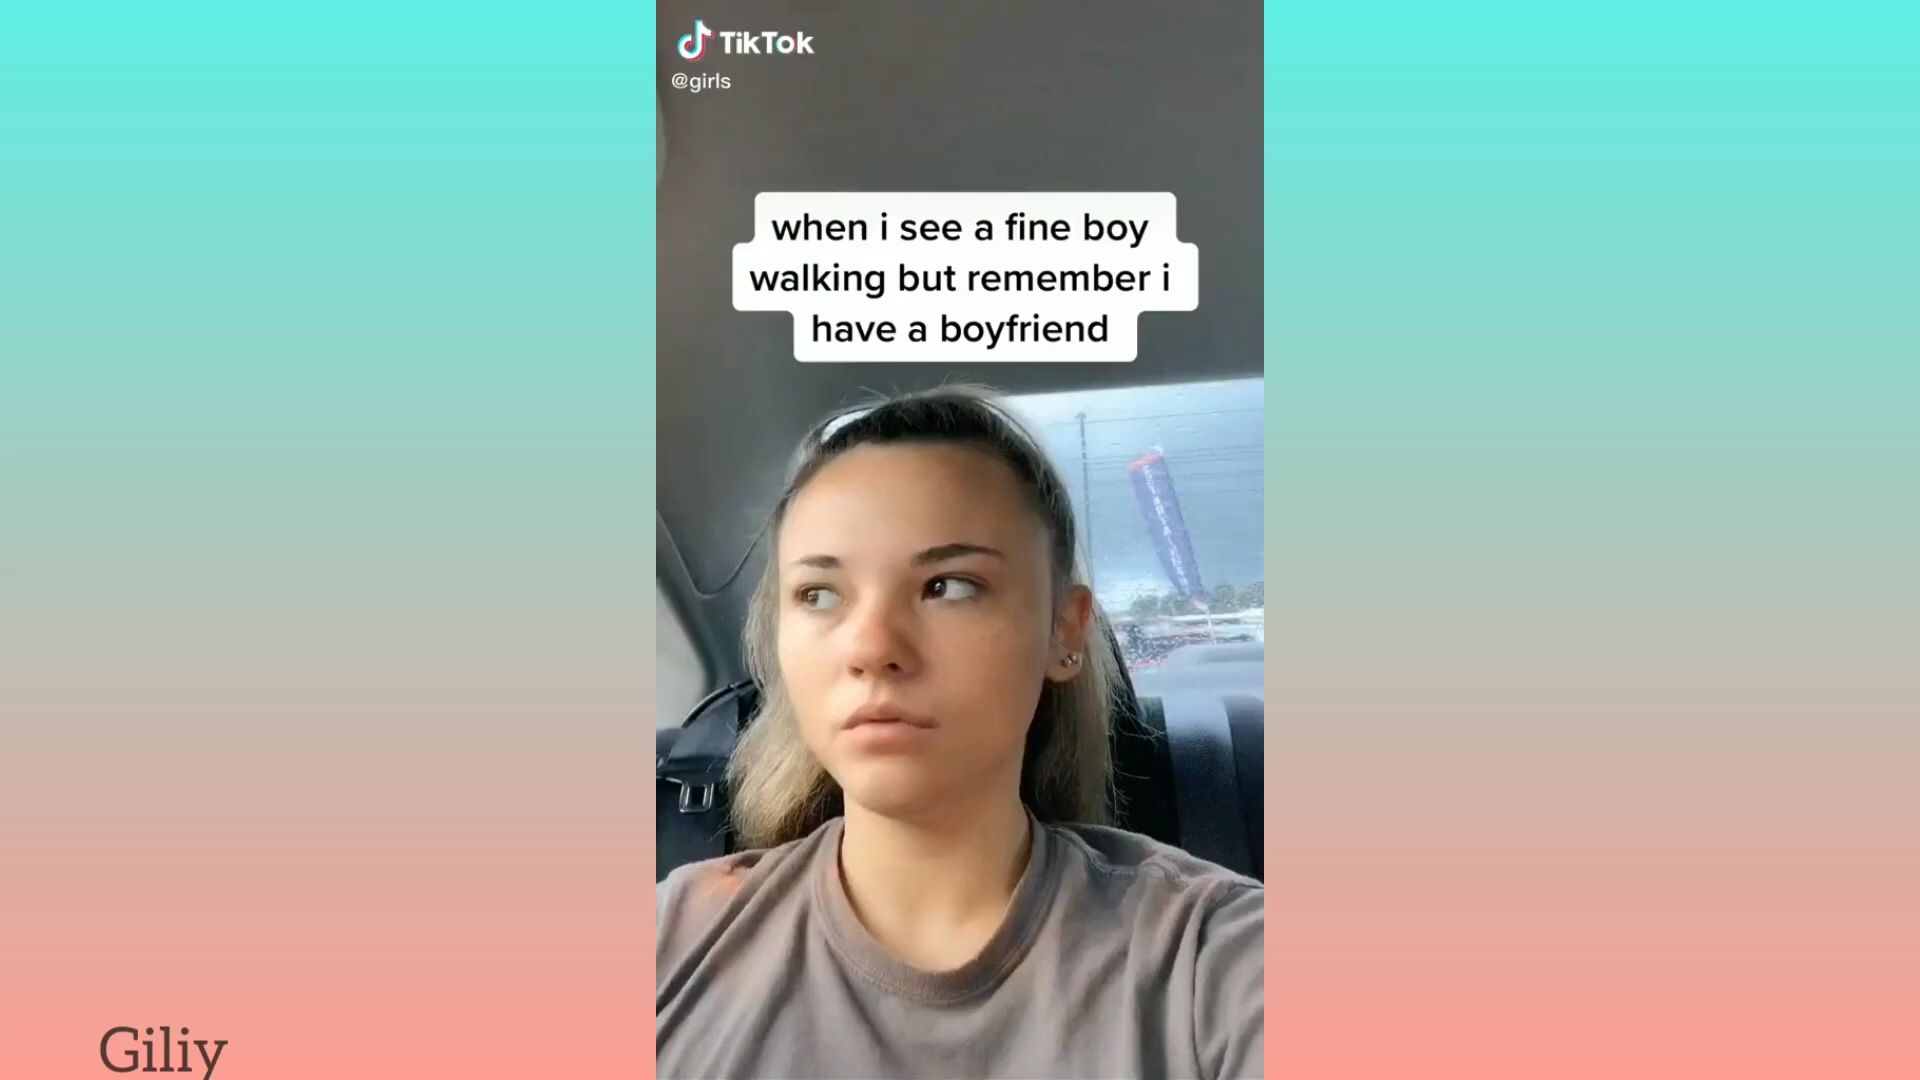 TikTok
@girls
when i see a fine boy
walking but remember i
have a boyfriend
Giliy